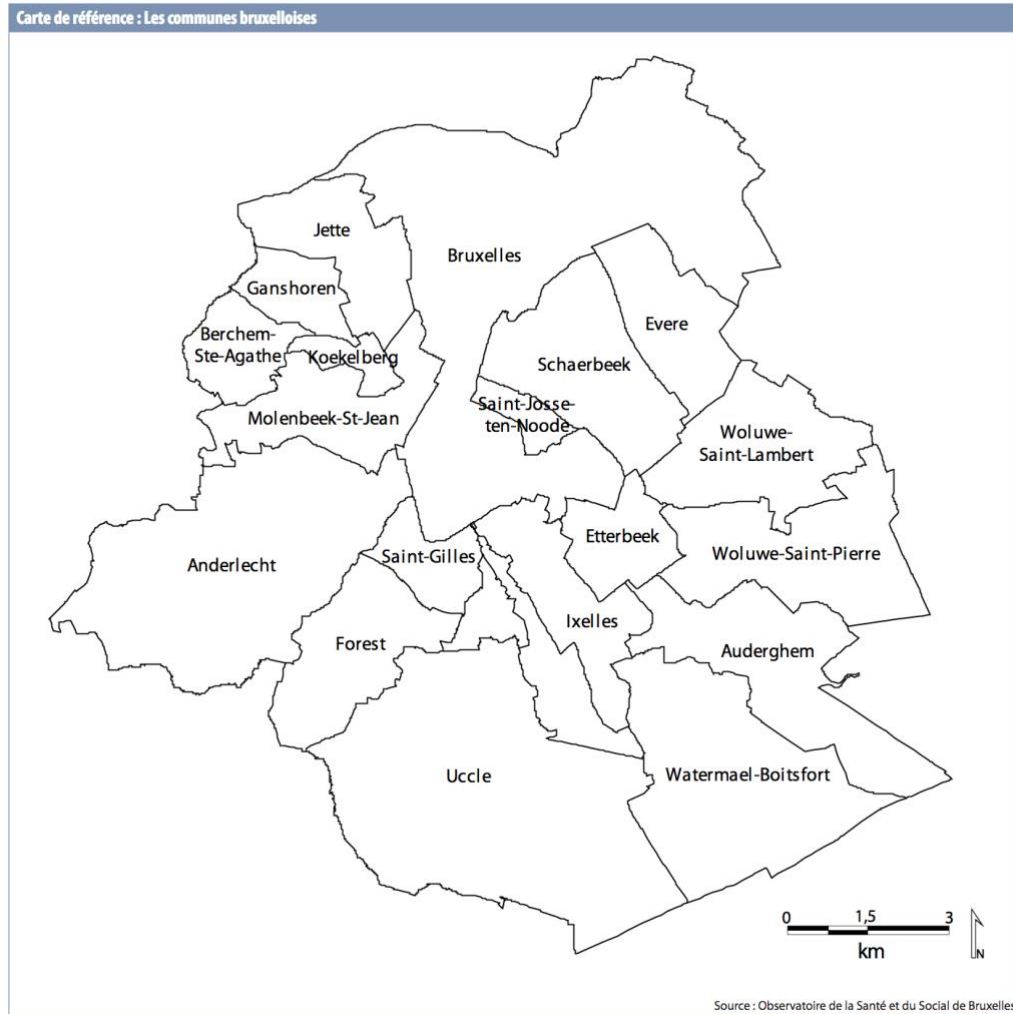 Carte de référence : Les communes bruxelloises
Jette
Bruxelles
Ganshoren
Evere
Berchem-
Ste-Agathe
Koekelberg
Schaerbeek
Saint-Josse-
ten-Noode
Molenbeek-St-Jean
Woluwe-
Saint-Lambert
Etterbeek
Woluwe-Saint-Pierre
Saint-Gilles
Anderlecht
Ixelles
Forest
Auderghem
Uccle
Watermael-Boitsfort
0 1,5 3
km
N
Source : Observatoire de la Santé et du Social de Bruxelles